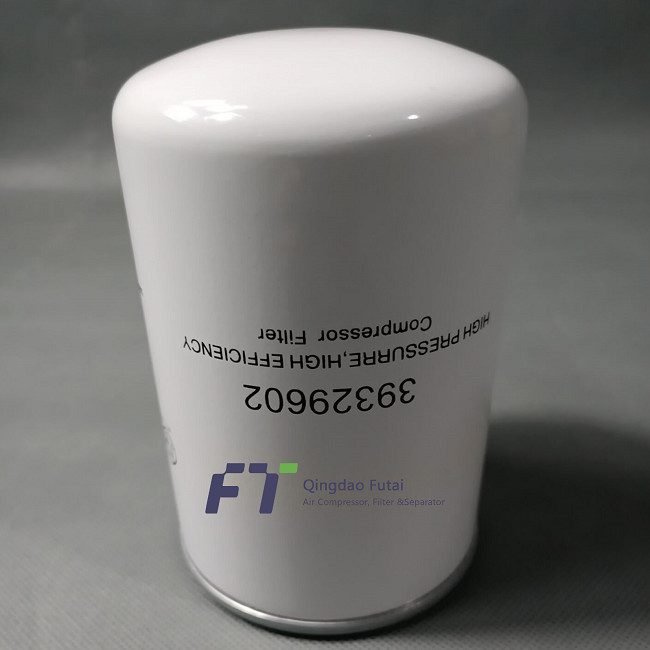 39329602
HIGH PRESSURRE,HIGH EFFICIENCY
Compressor Filter
FT
Qingdao Futai
Air Compressor, Filter &Separator